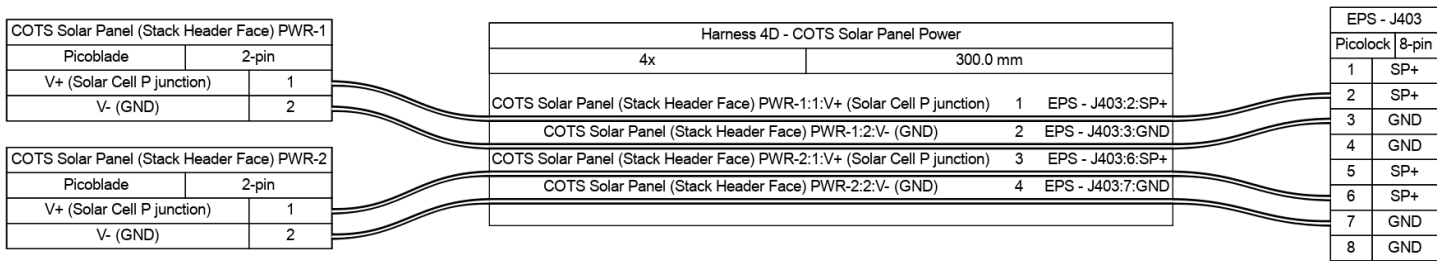 COTS Solar Panel (Stack Header Face) PWR-1
Picoblade 2-pin
V+ (Solar Cell P junction) 1
V- (GND) 2
COTS Solar Panel (Stack Header Face) PWR-2
Picoblade 2-pin
V+ (Solar Cell P junction) 1
V- (GND) 2
Harness 4D - COTS Solar Panel Power
4x 300.0 mm
COTS Solar Panel (Stack Header Face) PWR-1:1:V+ (Solar Cell P junction) 1 EPS - J403:2:SP+
COTS Solar Panel (Stack Header Face) PWR-1:2:V- (GND) 2 EPS - J403:3:GND
COTS Solar Panel (Stack Header Face) PWR-2:1:V+ (Solar Cell P junction) 3 EPS - J403:6:SP+
COTS Solar Panel (Stack Header Face) PWR-2:2:V- (GND) 4 EPS - J403:7:GND
EPS - J403
Picolock 8-pin
1 SP+
2 SP+
3 GND
4 GND
5 SP+
6 SP+
7 GND
8 GND